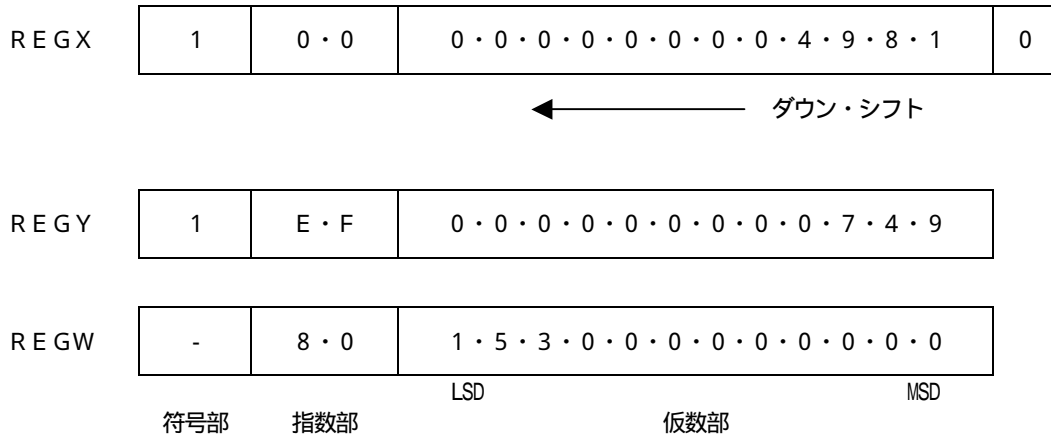 REGX 1 0・0 0・0・0・0・0・0・0・0・4・9・8・1 0
ダウン・シフト
REGY 1 E・F 0・0・0・0・0・0・0・0・0・7・4・9
REGW - 8・0 1・5・3・0・0・0・0・0・0・0・0・0
LSD MSD
符号部 指数部 仮数部